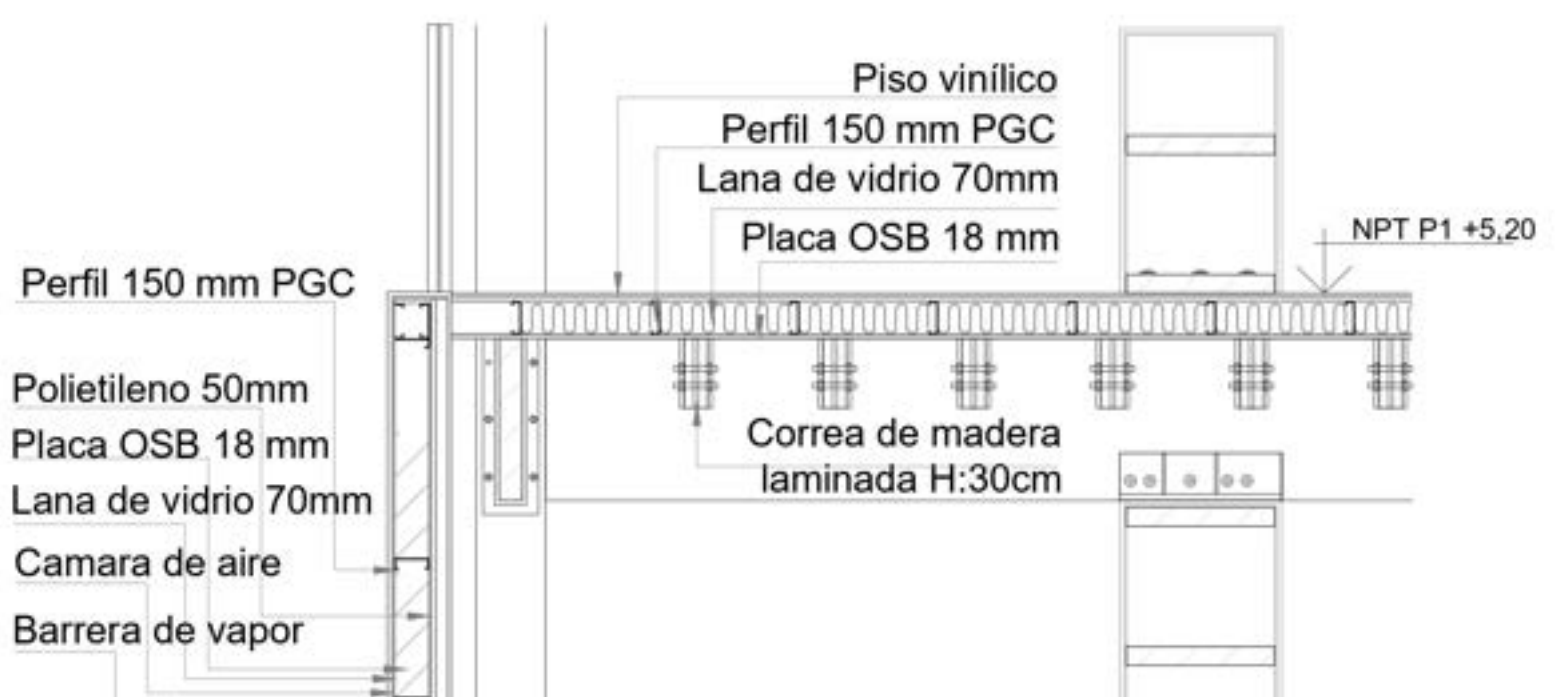 Piso vinílico
Perfil 150 mm PGC
Lana de vidrio 70mm
Placa OSB 18 mm
NPT P1 +5,20
Perfil 150 mm PGC
Polietileno 50mm
Placa OSB 18 mm
Lana de vidrio 70mm
Camara de aire
Barrera de vapor
Correa de madera
laminada H:30cm